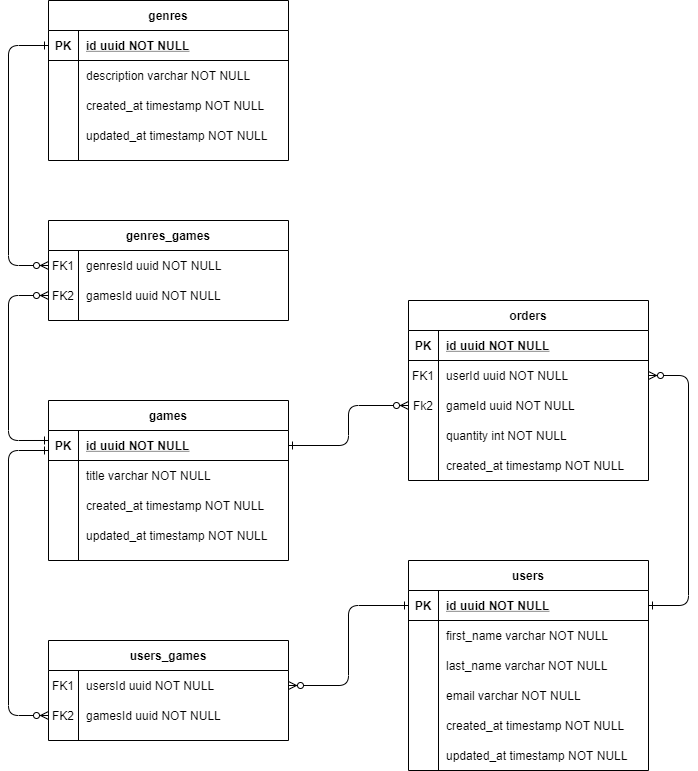 genres
PK id uuid NOT NULL
description varchar NOT NULL
created_at timestamp NOT NULL
updated_at timestamp NOT NULL
genres_games
FK1 genresId uuid NOT NULL
FK2 gamesId uuid NOT NULL
orders
PK id uuid NOT NULL
FK1 userId uuid NOT NULL
Fk2 gameId uuid NOT NULL
quantity int NOT NULL
created_at timestamp NOT NULL
games
PK id uuid NOT NULL
title varchar NOT NULL
created_at timestamp NOT NULL
updated_at timestamp NOT NULL
users
PK id uuid NOT NULL
first_name varchar NOT NULL
last_name varchar NOT NULL
email varchar NOT NULL
created_at timestamp NOT NULL
updated_at timestamp NOT NULL
users_games
FK1 usersId uuid NOT NULL
FK2 gamesId uuid NOT NULL